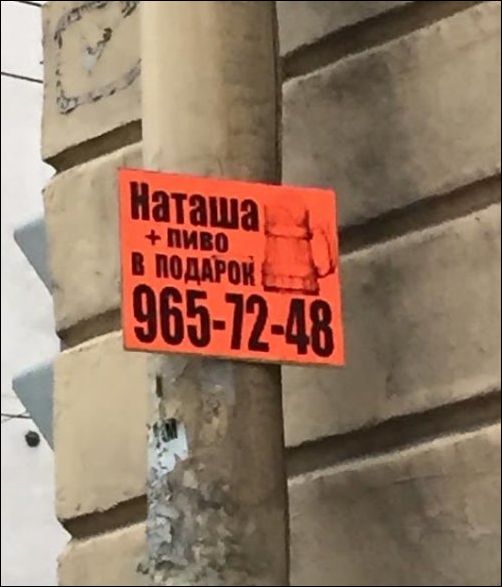 Наташа
+ пиво
в подарок
965-72-48